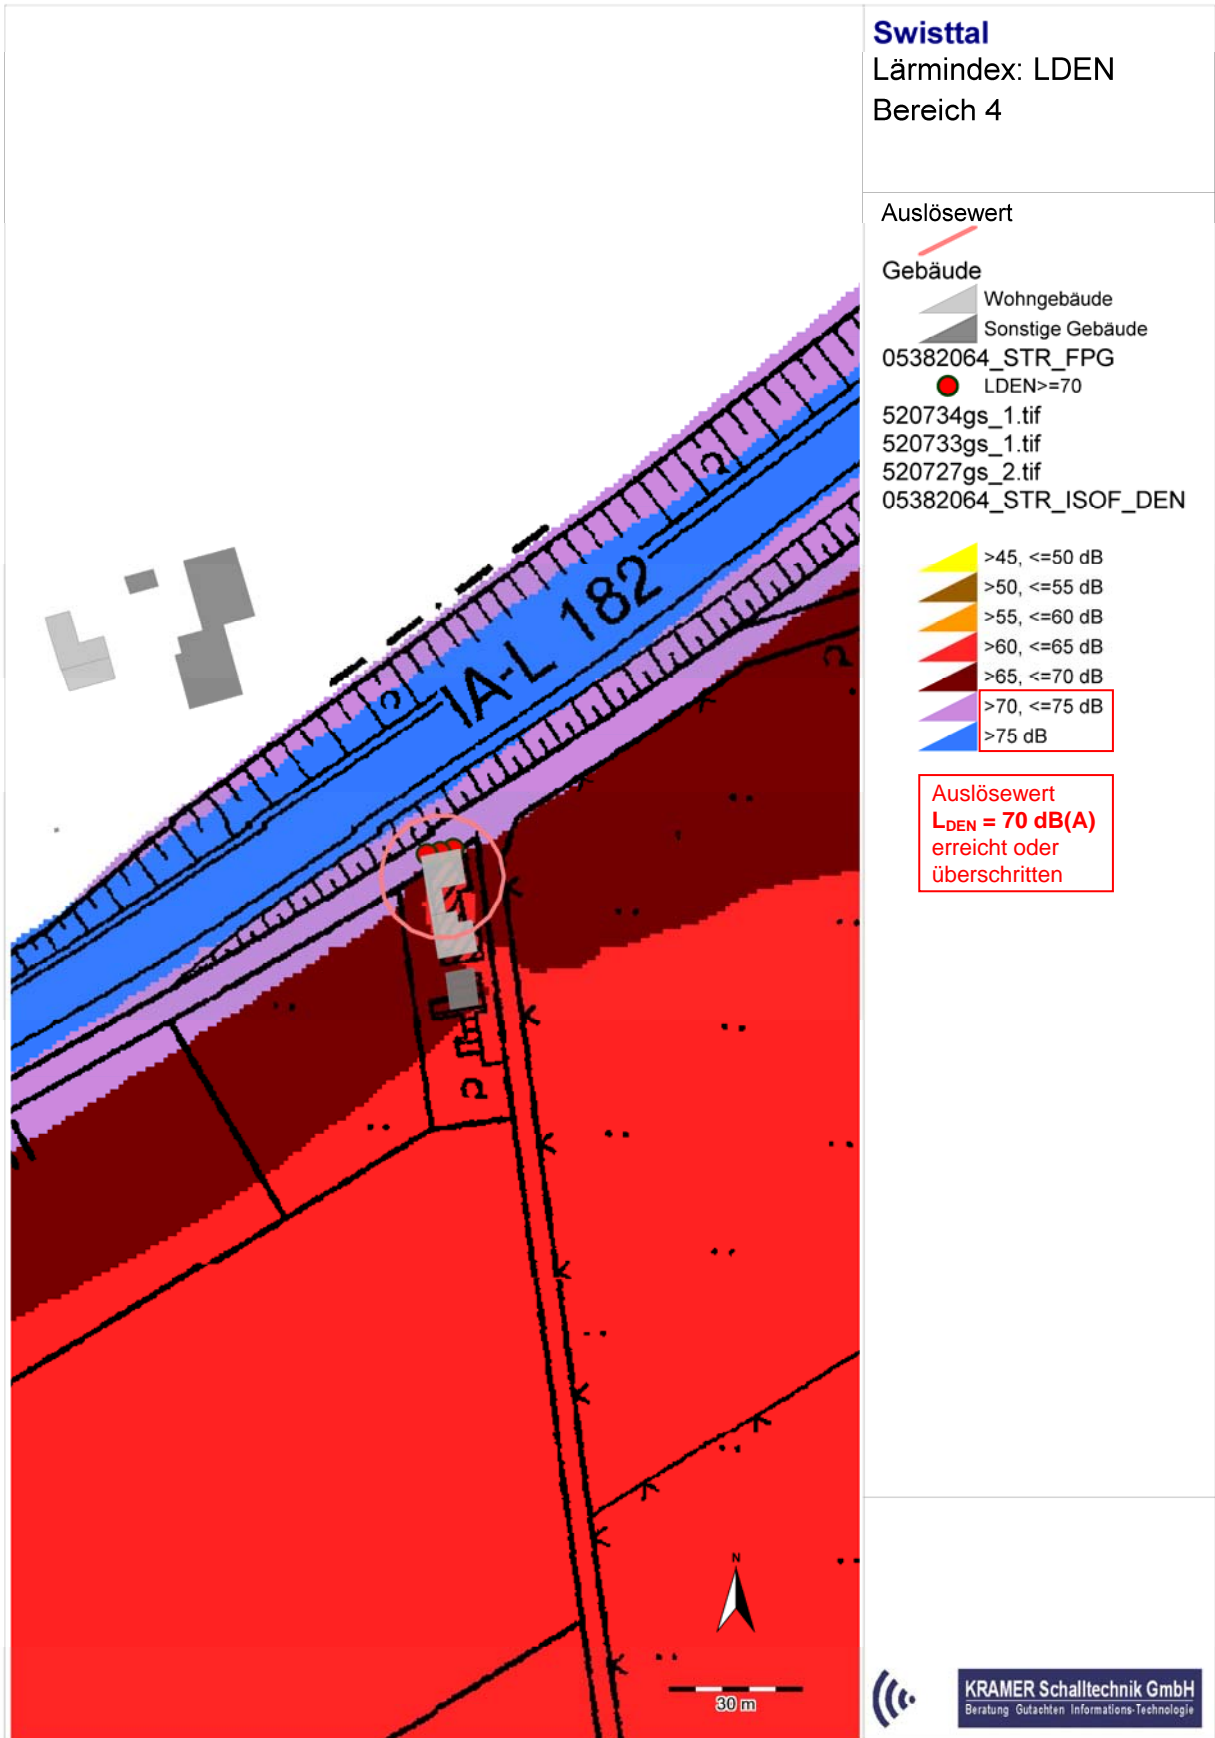 Swisttal
Lärmindex: LDEN
Bereich 4
Auslösewert
Gebäude
Wohngebäude
Sonstige Gebäude
05382064_STR_FPG
LDEN>=70
520734gs_1.tif
520733gs_1.tif
520727gs_2.tif
05382064_STR_ISOF_DEN
>45, <=50 dB
>50, <=55 dB
>55, <=60 dB
>60, <=65 dB
>65, <=70 dB
>70, <=75 dB
>75 dB
Auslösewert
LDEN = 70 dB(A)
erreicht oder
überschritten
IA-L 182
N
30 m
KRAMER Schalltechnik GmbH
Beratung Gutachten Informations-Technologie